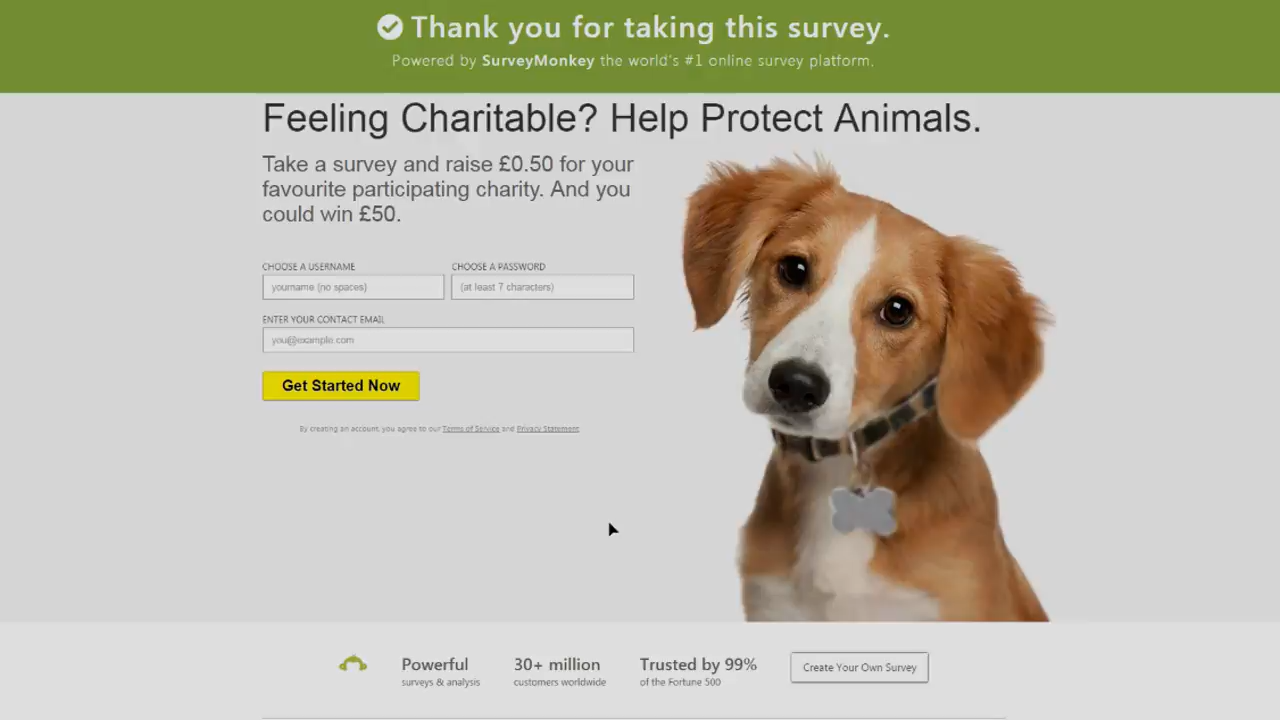 Thank you for taking this survey.
Powered by SurveyMonkey the world's #1 online survey platform.
Feeling Charitable? Help Protect Animals.
Take a survey and raise £0.50 for your
favourite participating charity. And you
could win £50.
CHOOSE A USERNAME CHOOSE A PASSWORD
yourname (no spaces) (at least 7 characters)
ENTER YOUR CONTACT EMAIL
you@example.com
Get Started Now
By creating an account, you agree to our Terms of Service and Privacy Statement.
Powerful 30+ million Trusted by 99% Create Your Own Survey
surveys & analysis customers worldwide of the Fortune 500